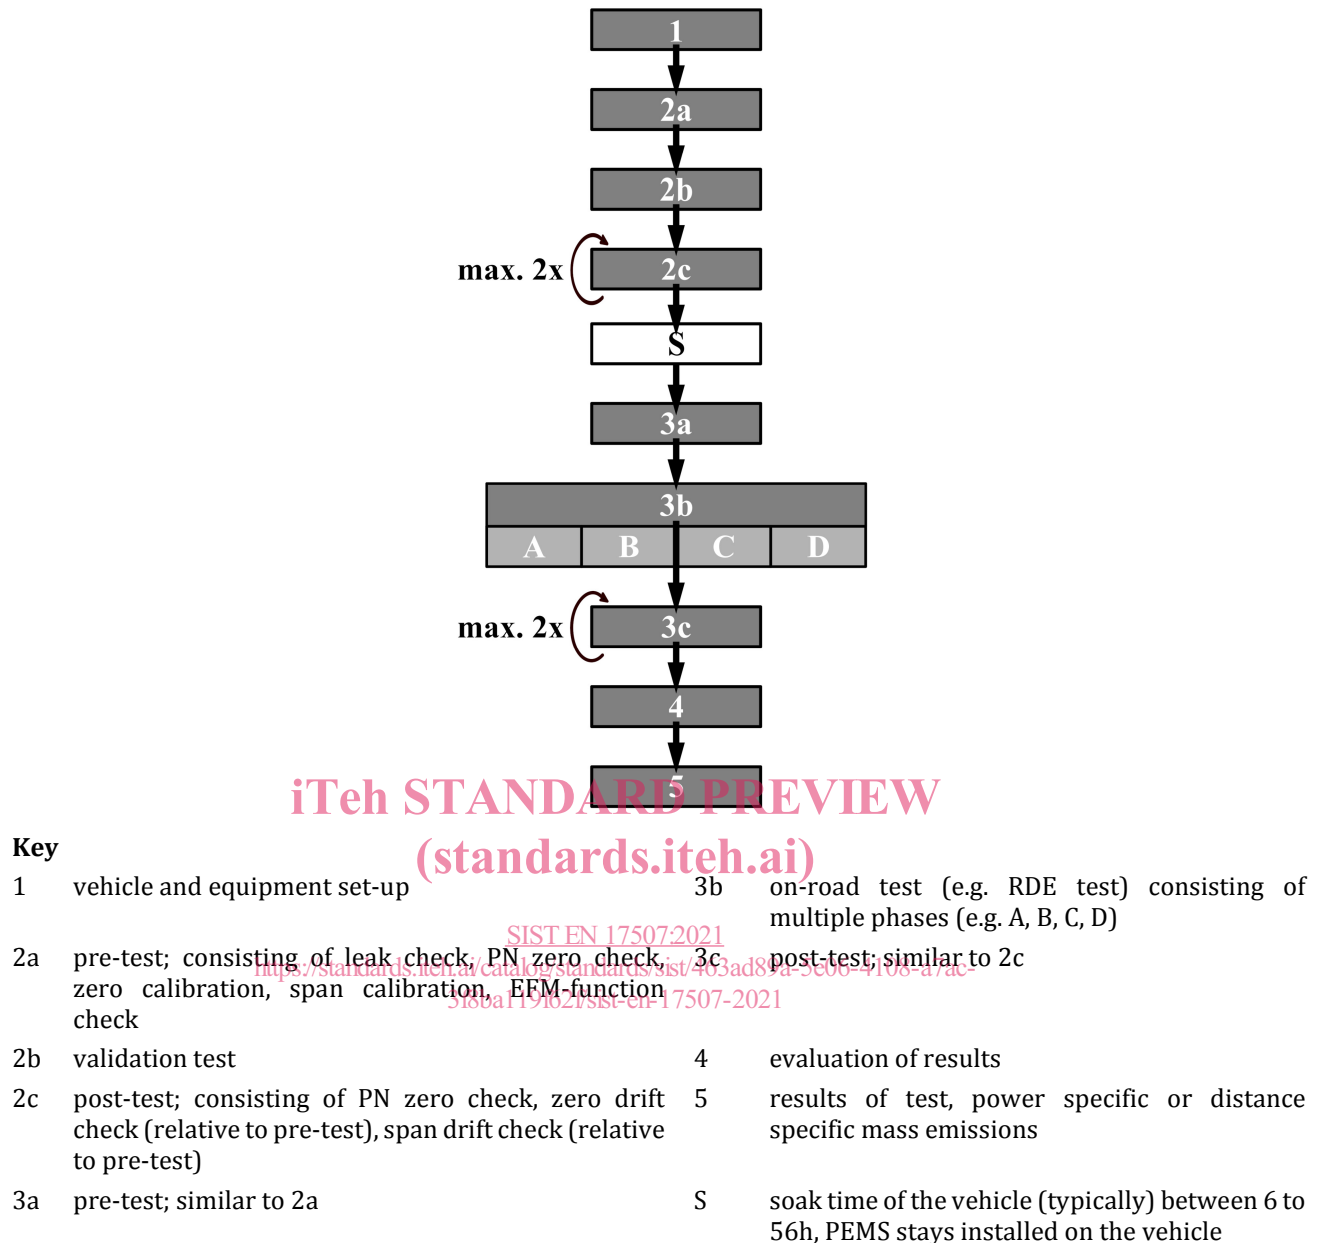 1
2a
2b
max. 2x
2c
S
3a
3b
A B C D
max. 2x
3c
4
5
iTeh STANDARD PREVIEW
(standards.iteh.ai)
Key
1 vehicle and equipment set-up
3b on-road test (e.g. RDE test) consisting of
multiple phases (e.g. A, B, C, D)
SIST EN 17507:2021
2a pre-test; consisting of leak check, PN zero check,
zero calibration, span calibration, EFM-function
check
3c post-test; similar to 2c
2b validation test
4 evaluation of results
2c post-test; consisting of PN zero check, zero drift
check (relative to pre-test), span drift check (relative
to pre-test)
5 results of test, power specific or distance
specific mass emissions
3a pre-test; similar to 2a
S soak time of the vehicle (typically) between 6 to
56h, PEMS stays installed on the vehicle